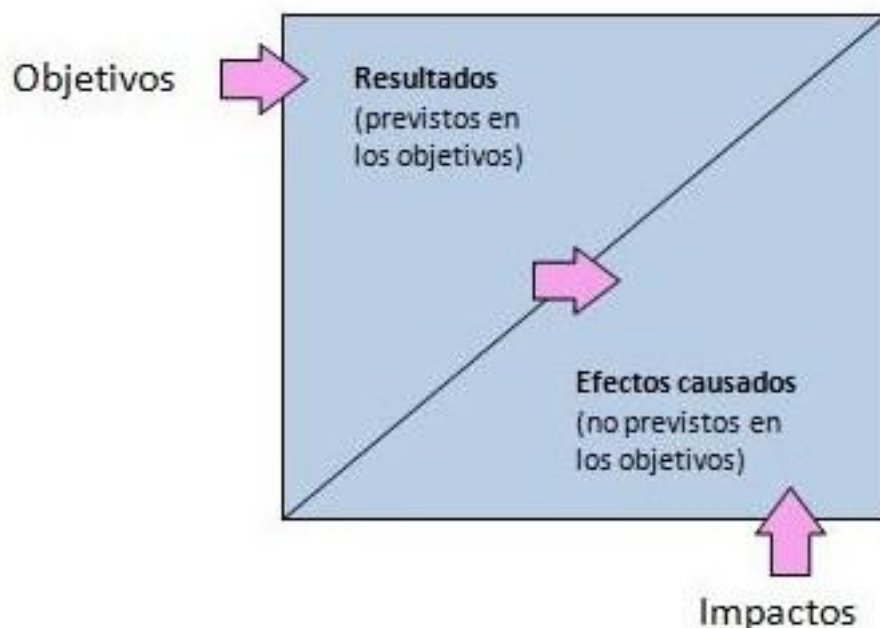 Objetivos
Resultados
(previstos en
los objetivos)
Efectos causados
(no previstos en
los objetivos)
Impactos